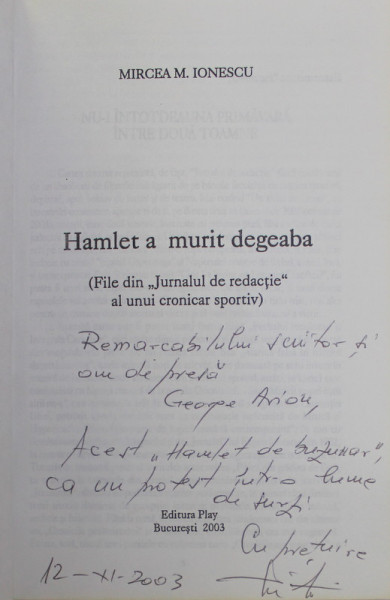 MIRCEA M. IONESCU
Hamlet a murit degeaba
(File din „Jurnalul de redacție“
al unui cronicar sportiv)
Remarcabilului scriitor și
om de presă
George Arion,
Acest „Hamlet de buzunar”,
ca un protest într-o lume
de surzi
Editura Play
București 2003
Cu prețuire
12-XI-2003